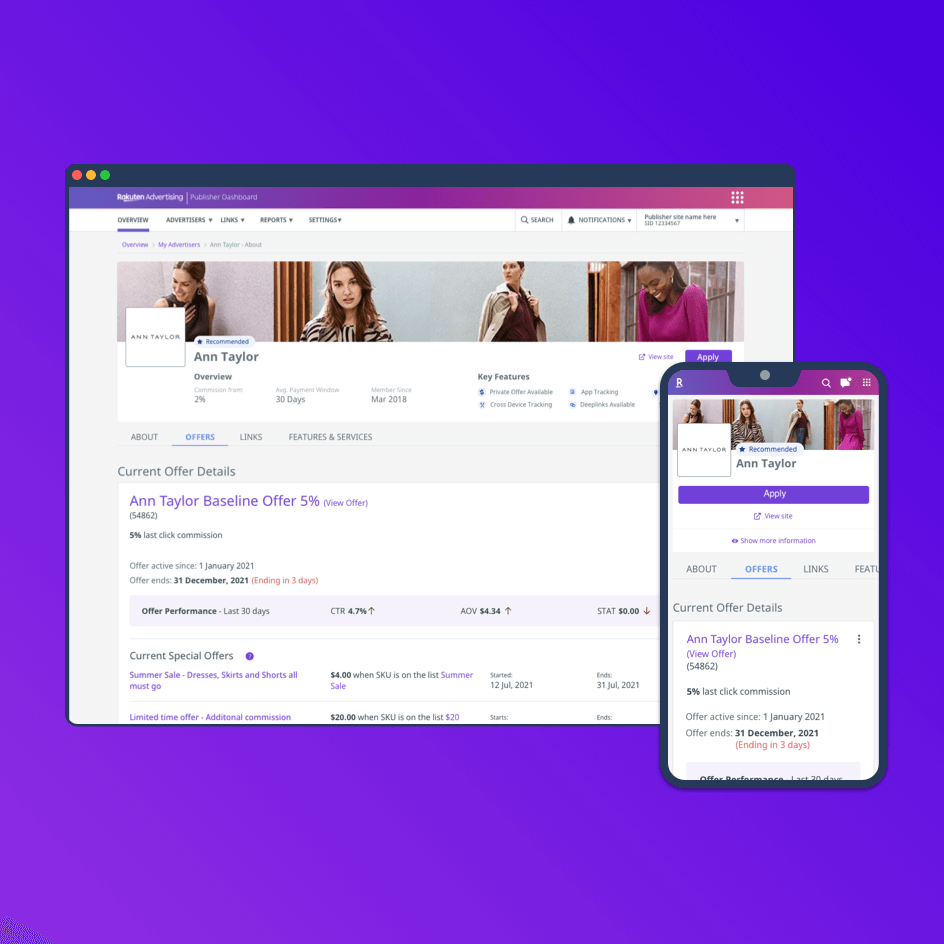 Rakuten Advertising | Publisher Dashboard
OVERVIEW ADVERTISERS LINKS REPORTS SETTINGS SEARCH NOTIFICATIONS Publisher site name here
SID 12334567
Overview > My Advertisers > Ann Taylor - About
ANN TAYLOR
Recommended
Ann Taylor
View site Apply
Overview Key Features
Commission from: Avg. Payment Window Member Since
2% 30 Days Mar 2018
Private Offer Available App Tracking
Cross Device Tracking Deeplinks Available
ABOUT OFFERS LINKS FEATURES & SERVICES
Current Offer Details
Ann Taylor Baseline Offer 5% (View Offer)
(54862)
5% last click commission
Offer active since: 1 January 2021
Offer ends: 31 December, 2021 (Ending in 3 days)
Offer Performance - Last 30 days CTR 4.7% AOV $4.34 STAT $0.00
Current Special Offers ?
Summer Sale - Dresses, Skirts and Shorts all
must go
$4.00 when SKU is on the list Summer
Sale
Started:
12 Jul, 2021
Ends:
31 Jul, 2021
Limited time offer - Additonal commission
$20.00 when SKU is on the list $20
Starts:
Ends:
R
ANN TAYLOR
Recommended
Ann Taylor
Apply
View site
Show more information
ABOUT OFFERS LINKS FEATU
Current Offer Details
Ann Taylor Baseline Offer 5%
(View Offer)
(54862)
5% last click commission
Offer active since: 1 January 2021
Offer ends: 31 December, 2021
(Ending in 3 days)
Offer Performance - Last 30 days